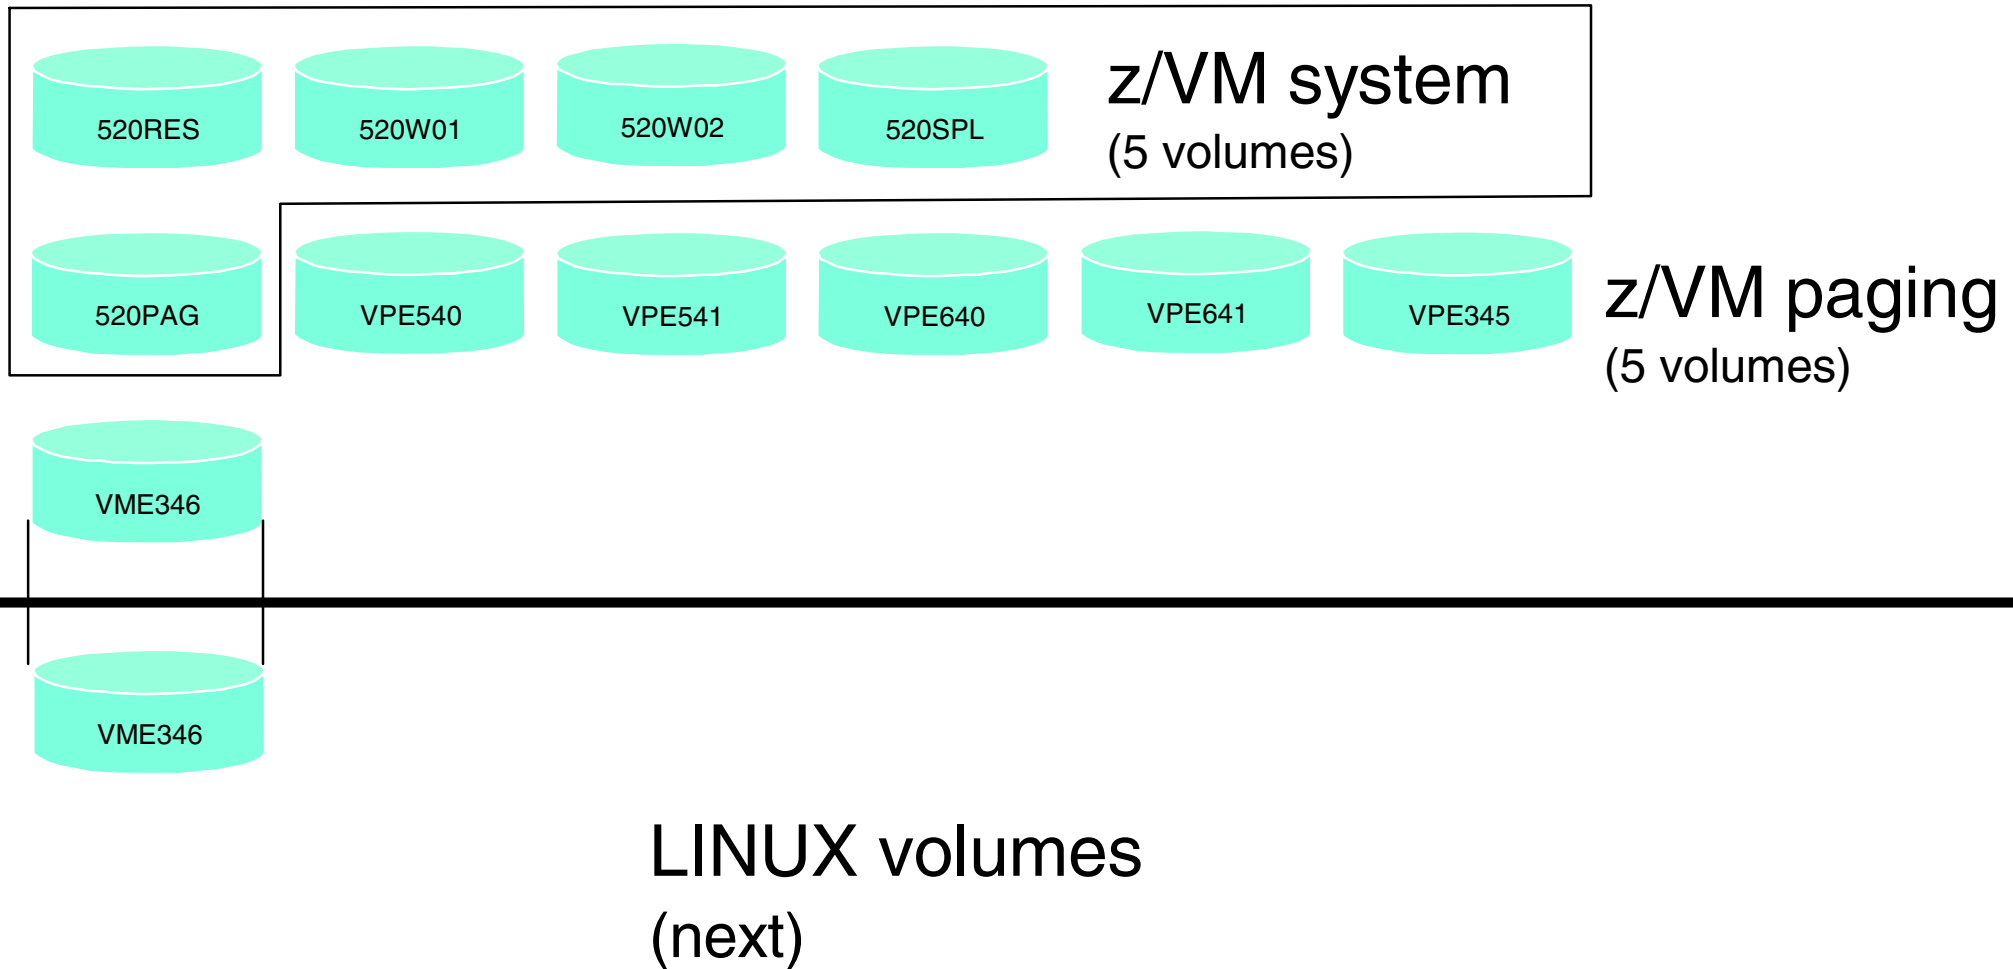 520RES
520W01
520W02
520SPL
z/VM system
(5 volumes)
520PAG
VPE540
VPE541
VPE640
VPE641
VPE345
z/VM paging
(5 volumes)
VME346
VME346
LINUX volumes
(next)